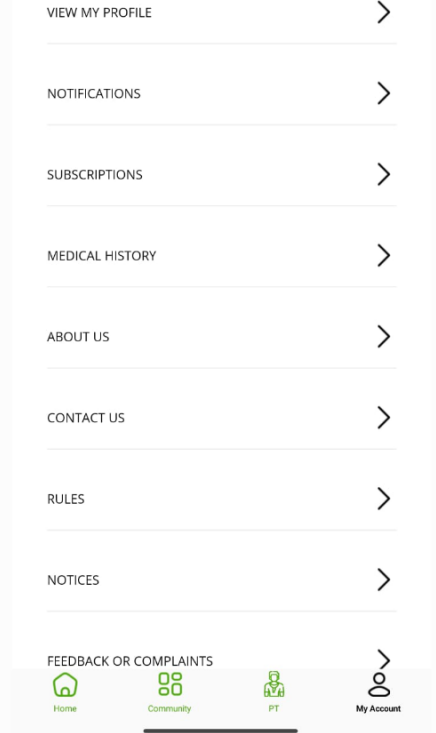 VIEW MY PROFILE
NOTIFICATIONS
SUBSCRIPTIONS
MEDICAL HISTORY
ABOUT US
CONTACT US
RULES
NOTICES
FEEDBACK OR COMPLAINTS
Home
Community
PT
My Account